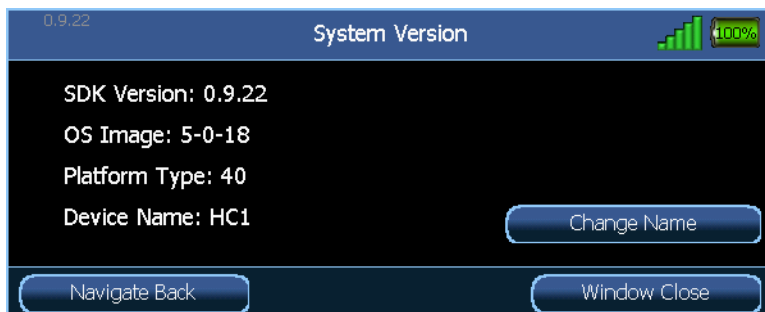 0.9.22
System Version
100%
SDK Version: 0.9.22
OS Image: 5-0-18
Platform Type: 40
Device Name: HC1
Change Name
Navigate Back
Window Close